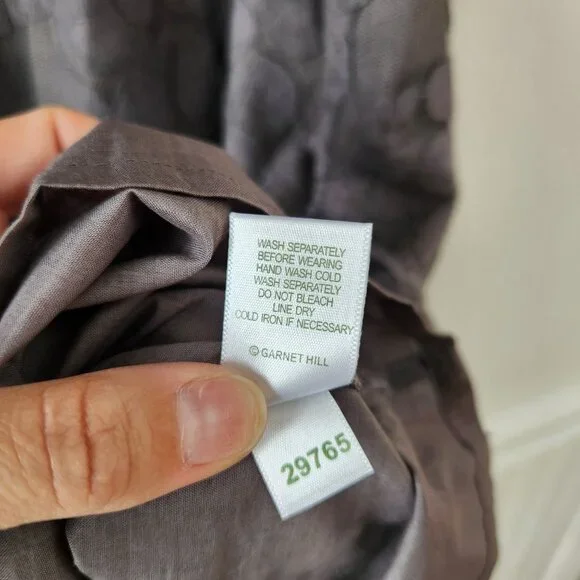 WASH SEPARATELY
BEFORE WEARING
HAND WASH COLD
WASH SEPARATELY
DO NOT BLEACH
LINE DRY
COLD IRON IF NECESSARY
© GARNET HILL
29765